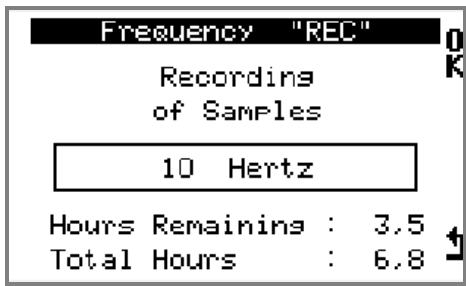 Frequency "REC"
OK
Recording
of Samples
10 Hertz
Hours Remaining : 3,5
Total Hours : 6,8